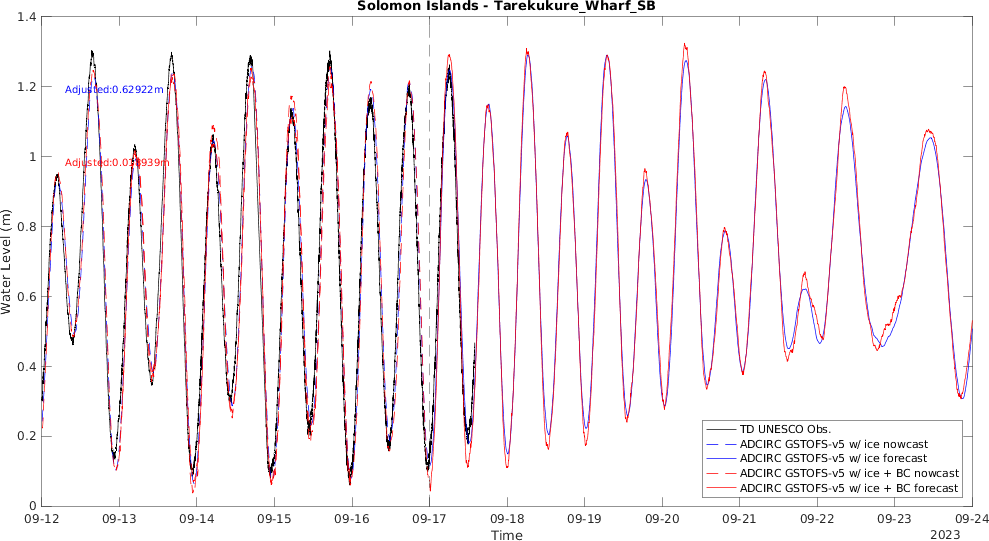 Solomon Islands - Tarekukure_Wharf_SB
1.4
1.2
1
0.8
0.6
0.4
0.2
0
Water Level (m)
Adjusted:0.62922m
TD UNESCO Obs.
ADCIRC GSTOFS-v5 w/ ice nowcast
ADCIRC GSTOFS-v5 w/ ice forecast
ADCIRC GSTOFS-v5 w/ ice + BC nowcast
ADCIRC GSTOFS-v5 w/ ice + BC forecast
09-12 09-13 09-14 09-15 09-16 09-17 09-18 09-19 09-20 09-21 09-22 09-23 09-24
Time
2023